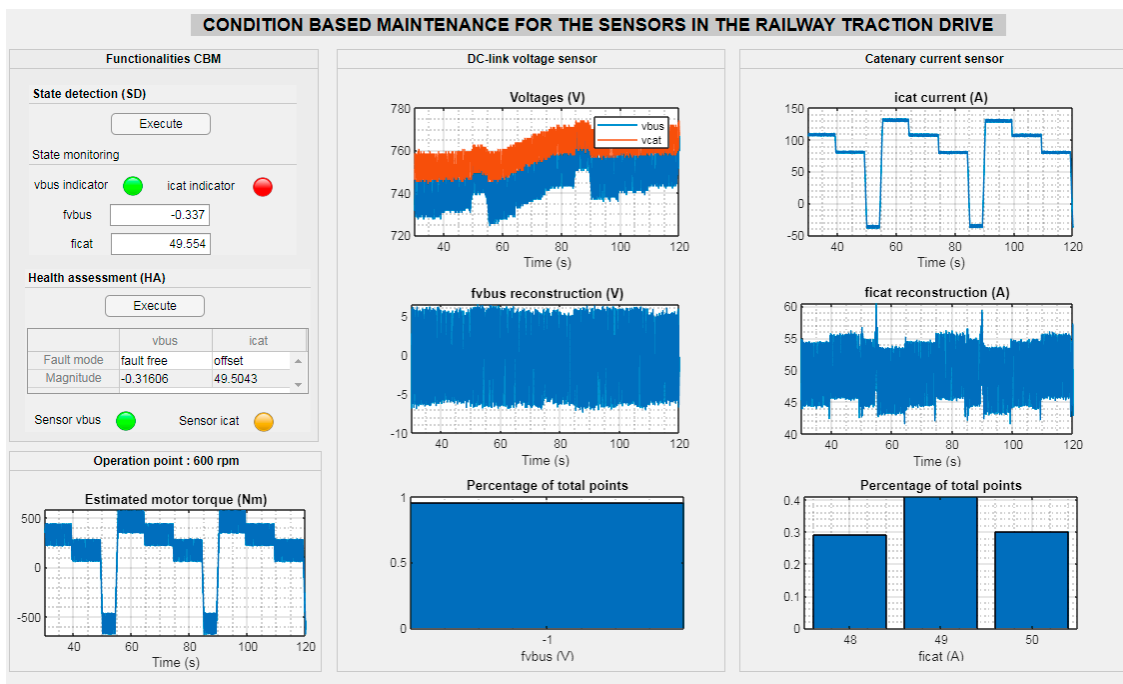 CONDITION BASED MAINTENANCE FOR THE SENSORS IN THE RAILWAY TRACTION DRIVE
Functionalities CBM
State detection (SD)
Execute
State monitoring
vbus indicator icat indicator
fvbus -0.337
ficat 49.554
Health assessment (HA)
Execute
vbus icat
Fault mode fault free offset
Magnitude -0.31606 49.5043
Sensor vbus Sensor icat
Operation point : 600 rpm
Estimated motor torque (Nm)
500
0
-500
40 60 80 100 120
Time (s)
DC-link voltage sensor
Voltages (V)
780
760
740
720
vbus
vcat
40 60 80 100 120
Time (s)
fvbus reconstruction (V)
5
0
-5
-10
40 60 80 100 120
Time (s)
Percentage of total points
1
0.5
0
-1
fvbus (V)
Catenary current sensor
icat current (A)
150
100
50
0
-50
40 60 80 100 120
Time (s)
ficat reconstruction (A)
60
55
50
45
40
40 60 80 100 120
Time (s)
Percentage of total points
0.4
0.3
0.2
0.1
0
48 49 50
ficat (A)